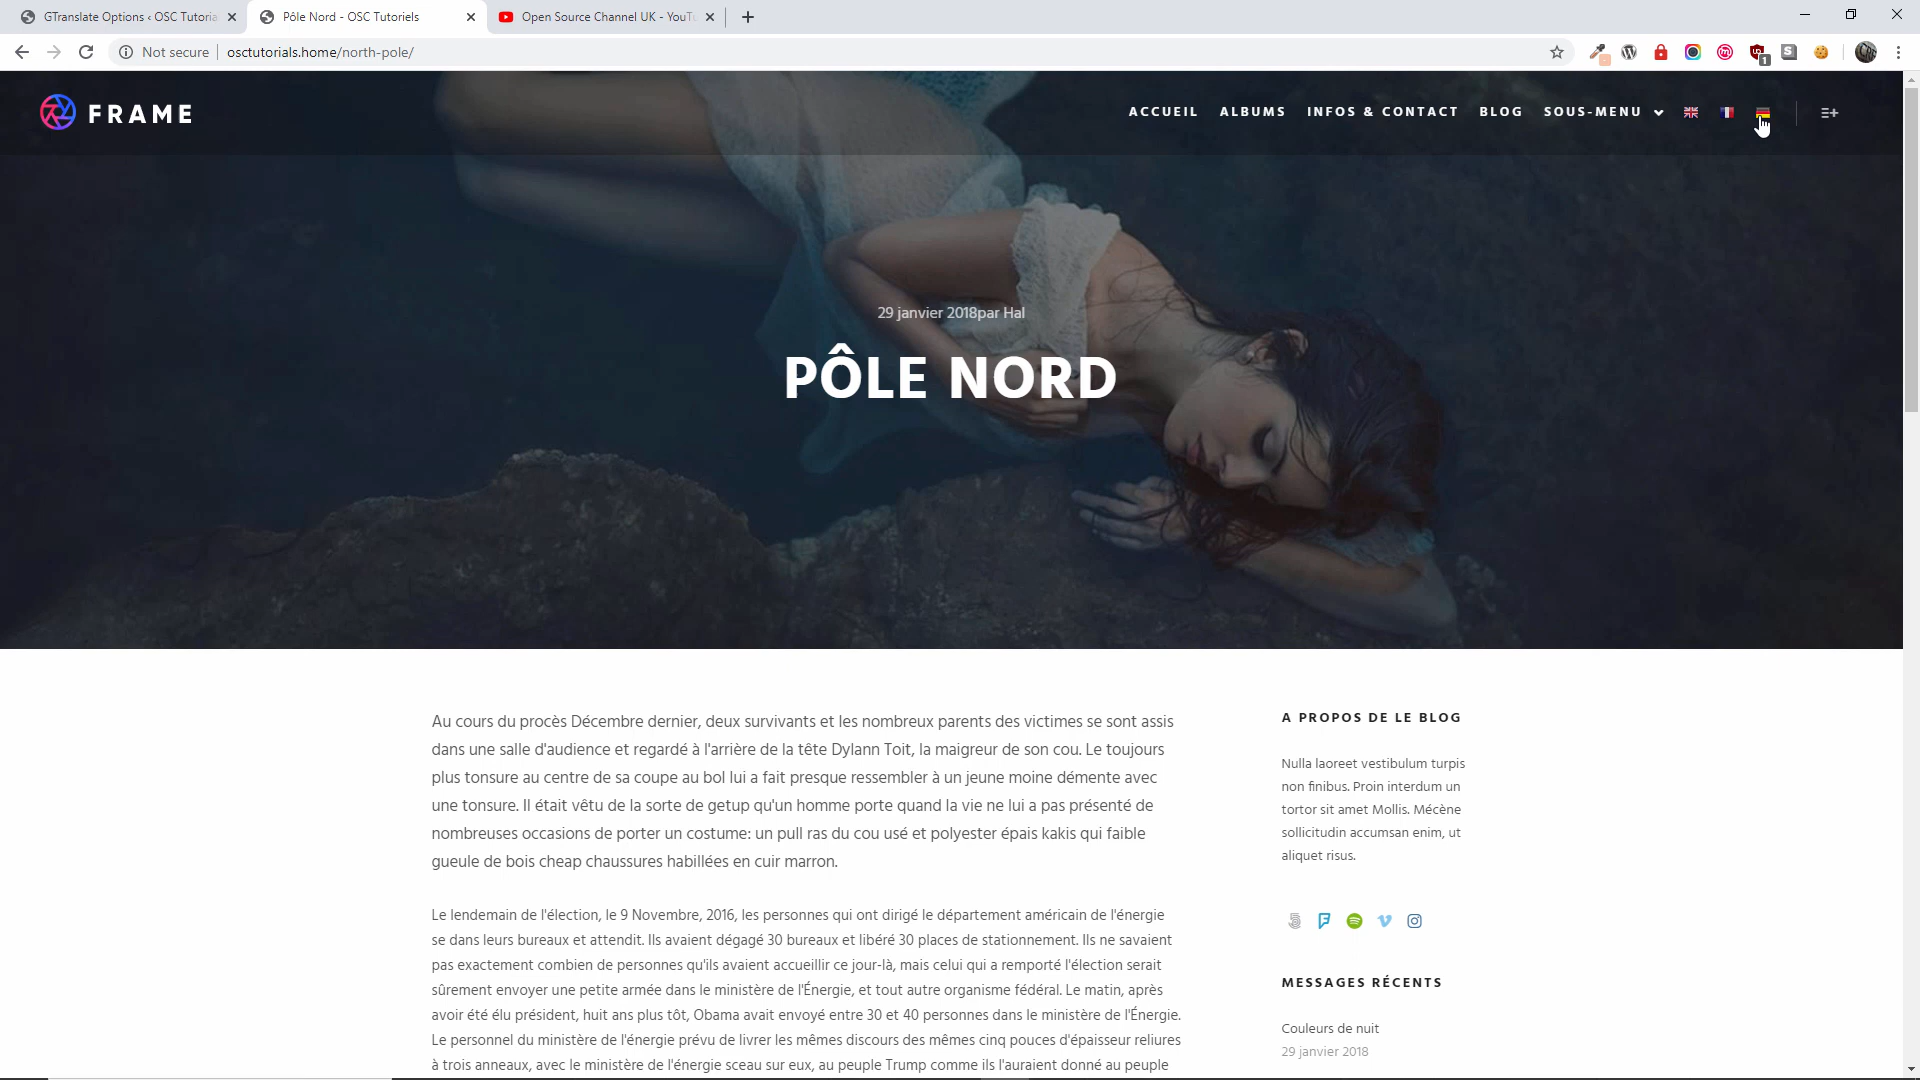 GTranslate Options ‹ OSC Tutoria
Pôle Nord - OSC Tutoriels
Open Source Channel UK - YouTu
Not secure
osctutorials.home/north-pole/
1
S
FRAME
ACCUEIL
ALBUMS
INFOS & CONTACT
BLOG
SOUS-MENU
29 janvier 2018par Hal
PÔLE NORD
Au cours du procès Décembre dernier, deux survivants et les nombreux parents des victimes se sont assis
dans une salle d'audience et regardé à l'arrière de la tête Dylann Toit, la maigreur de son cou. Le toujours
plus tonsure au centre de sa coupe au bol lui a fait presque ressembler à un jeune moine démente avec
une tonsure. Il était vêtu de la sorte de getup qu'un homme porte quand la vie ne lui a pas présenté de
nombreuses occasions de porter un costume: un pull ras du cou usé et polyester épais kakis qui faible
gueule de bois cheap chaussures habillées en cuir marron.
Le lendemain de l'élection, le 9 Novembre, 2016, les personnes qui ont dirigé le département américain de l'énergie
se dans leurs bureaux et attendit. Ils avaient dégagé 30 bureaux et libéré 30 places de stationnement. Ils ne savaient
pas exactement combien de personnes qu'ils avaient accueillir ce jour-là, mais celui qui a remporté l'élection serait
sûrement envoyer une petite armée dans le ministère de l'Énergie, et tout autre organisme fédéral. Le matin, après
avoir été élu président, huit ans plus tôt, Obama avait envoyé entre 30 et 40 personnes dans le ministère de l'Énergie.
Le personnel du ministère de l'énergie prévu de livrer les mêmes discours des mêmes cinq pouces d'épaisseur reliures
à trois anneaux, avec le ministère de l'énergie sceau sur eux, au peuple Trump comme ils l'auraient donné au peuple
A PROPOS DE LE BLOG
Nulla laoreet vestibulum turpis
non finibus. Proin interdum un
tortor sit amet Mollis. Mécène
sollicitudin accumsan enim, ut
aliquet risus.
MESSAGES RÉCENTS
Couleurs de nuit
29 janvier 2018